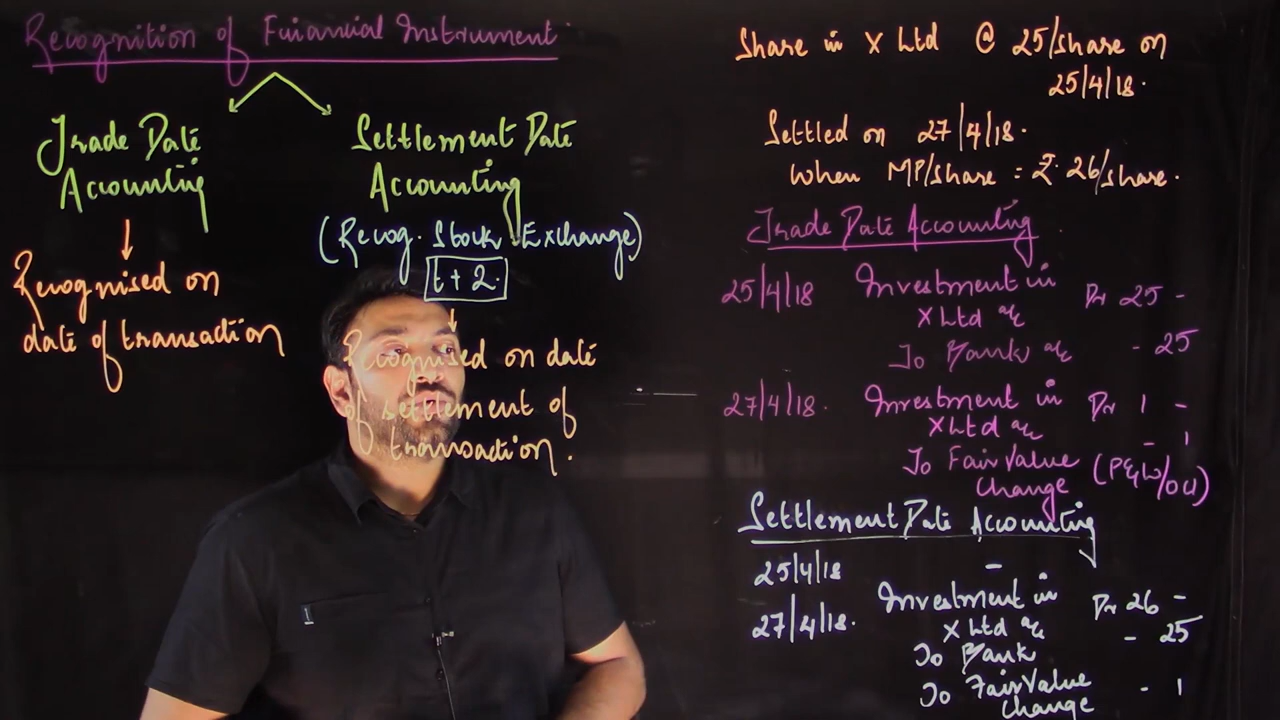 Recognition of Financial Instrument
Trade Date
Accounting
Recognised on
date of transaction
Settlement Date
Accounting
(Recog. Stock Exchange)
t + 2.
Recognised on date
of settlement of
transaction.
Share in X Ltd @ 25/share on
25/4/18.
Settled on 27/4/18.
When MP/share = ₹ 26/share.
Trade Date Accounting
25/4/18 Investment in Dr 25 -
X Ltd a/c
To Bank a/c - 25
27/4/18. Investment in Dr 1 -
X Ltd a/c - 1
To Fair Value
Change (P&L/OCI)
Settlement Date Accounting
25/4/18 -
27/4/18. Investment in Dr 26 -
X Ltd a/c - 25
To Bank
To Fair Value - 1
Change